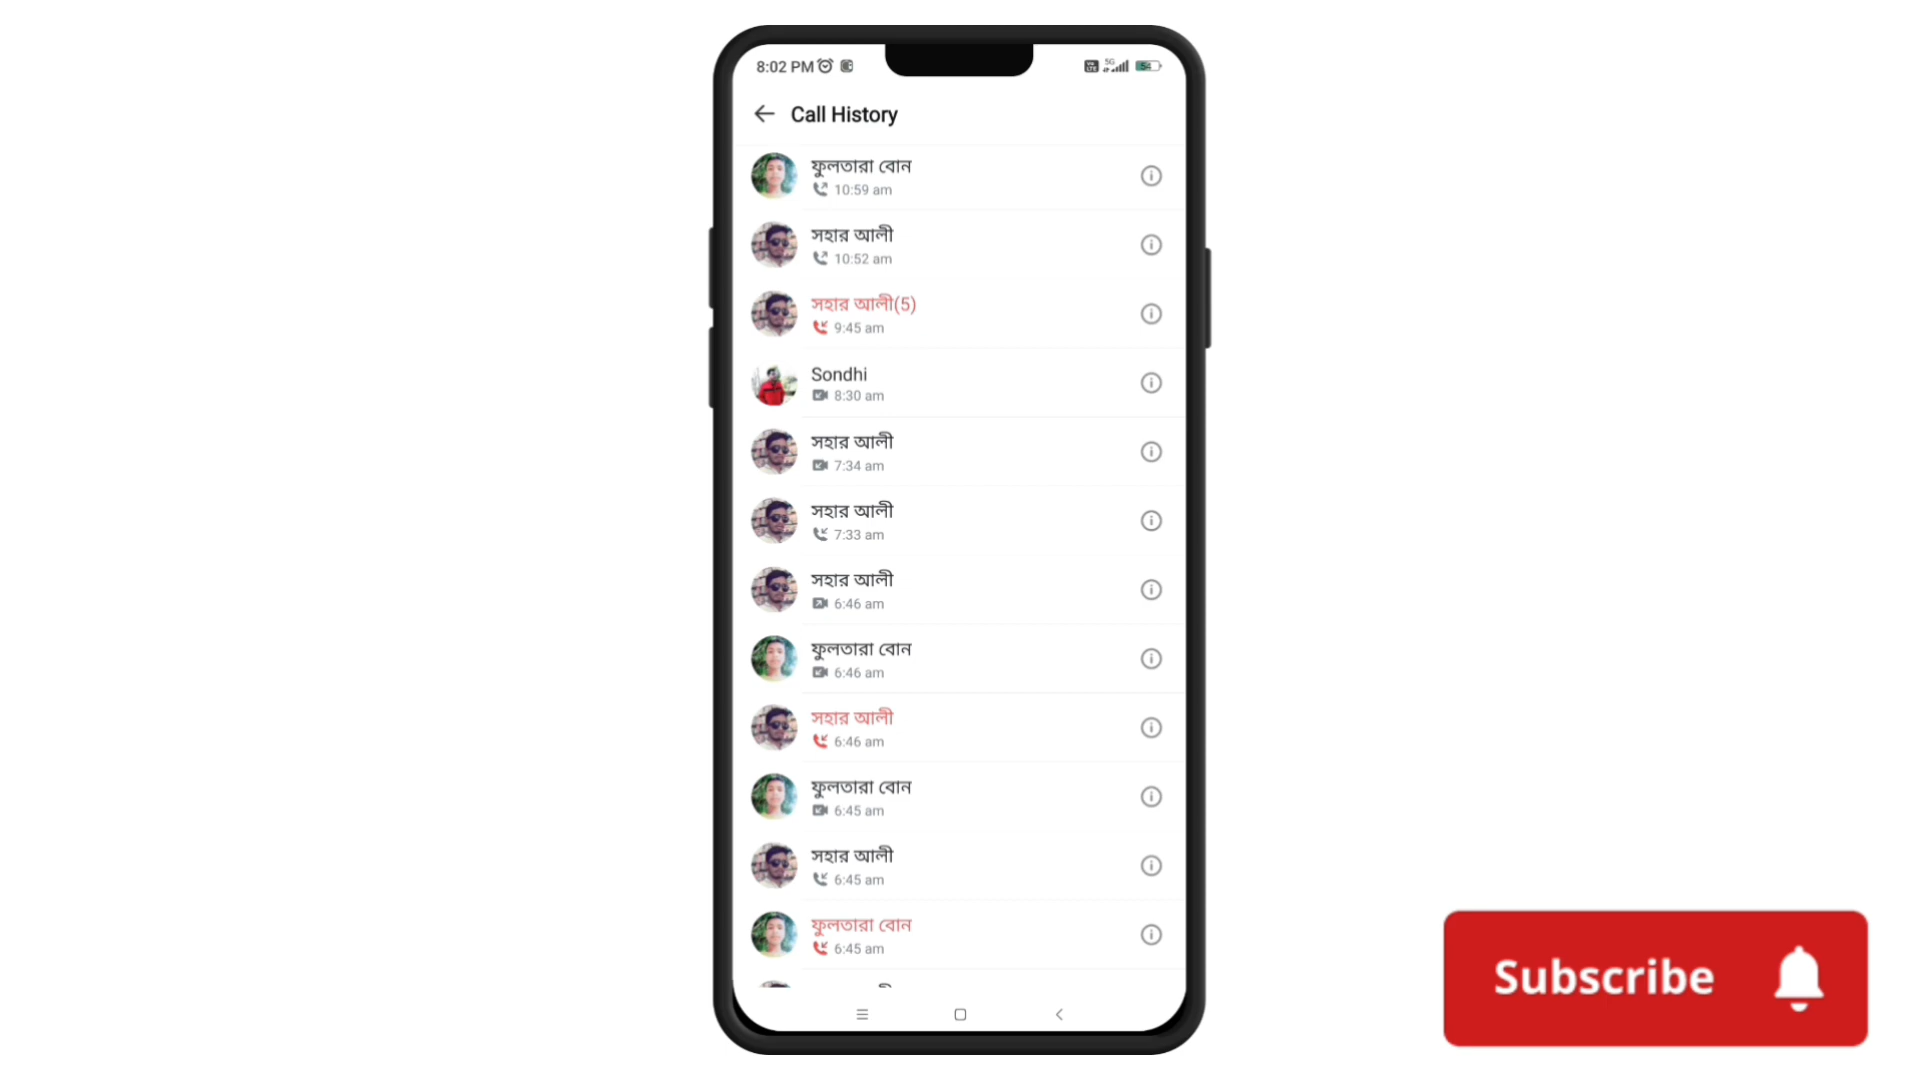 8:02 PM
5G
54
Call History
ফুলতারা বোন
10:59 am
সহার আলী
10:52 am
সহার আলী(5)
9:45 am
Sondhi
8:30 am
সহার আলী
7:34 am
সহার আলী
7:33 am
সহার আলী
6:46 am
ফুলতারা বোন
6:46 am
সহার আলী
6:46 am
ফুলতারা বোন
6:45 am
সহার আলী
6:45 am
ফুলতারা বোন
6:45 am
Subscribe